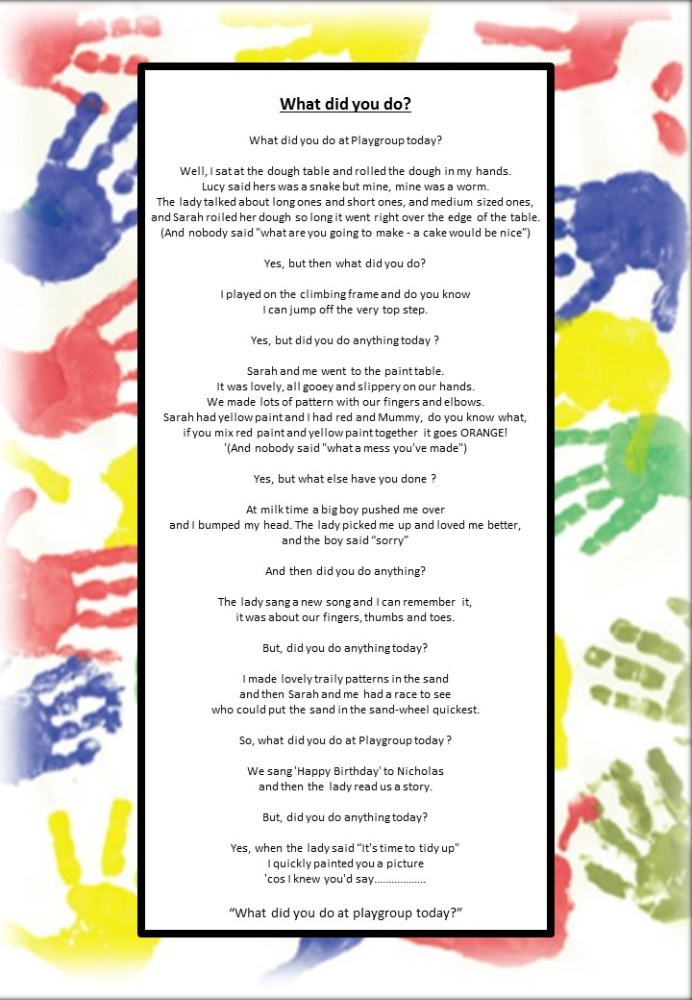 What did you do?
What did you do at Playgroup today?
Well, I sat at the dough table and rolled the dough in my hands.
Lucy said hers was a snake but mine, mine was a worm.
The lady talked about long ones and short ones, and medium sized ones,
and Sarah roiled her dough so long it went right over the edge of the table.
(And nobody said "what are you going to make - a cake would be nice”)
Yes, but then what did you do?
I played on the climbing frame and do you know
I can jump off the very top step.
Yes, but did you do anything today ?
Sarah and me went to the paint table.
It was lovely, all gooey and slippery on our hands.
We made lots of pattern with our fingers and elbows.
Sarah had yellow paint and I had red and Mummy, do you know what,
if you mix red paint and yellow paint together it goes ORANGE!
'(And nobody said "what a mess you've made")
Yes, but what else have you done ?
At milk time a big boy pushed me over
and I bumped my head. The lady picked me up and loved me better,
and the boy said “sorry”
And then did you do anything?
The lady sang a new song and I can remember it,
it was about our fingers, thumbs and toes.
But, did you do anything today?
I made lovely traily patterns in the sand
and then Sarah and me had a race to see
who could put the sand in the sand-wheel quickest.
So, what did you do at Playgroup today ?
We sang 'Happy Birthday' to Nicholas
and then the lady read us a story.
But, did you do anything today?
Yes, when the lady said “It's time to tidy up"
I quickly painted you a picture
'cos I knew you'd say..................
“What did you do at playgroup today?”